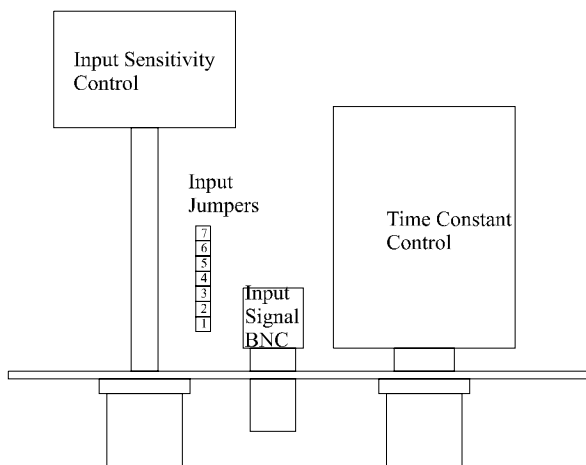 Input Sensitivity
Control
Input
Jumpers
7
6
5
4
3
2
1
Input
Signal
BNC
Time Constant
Control